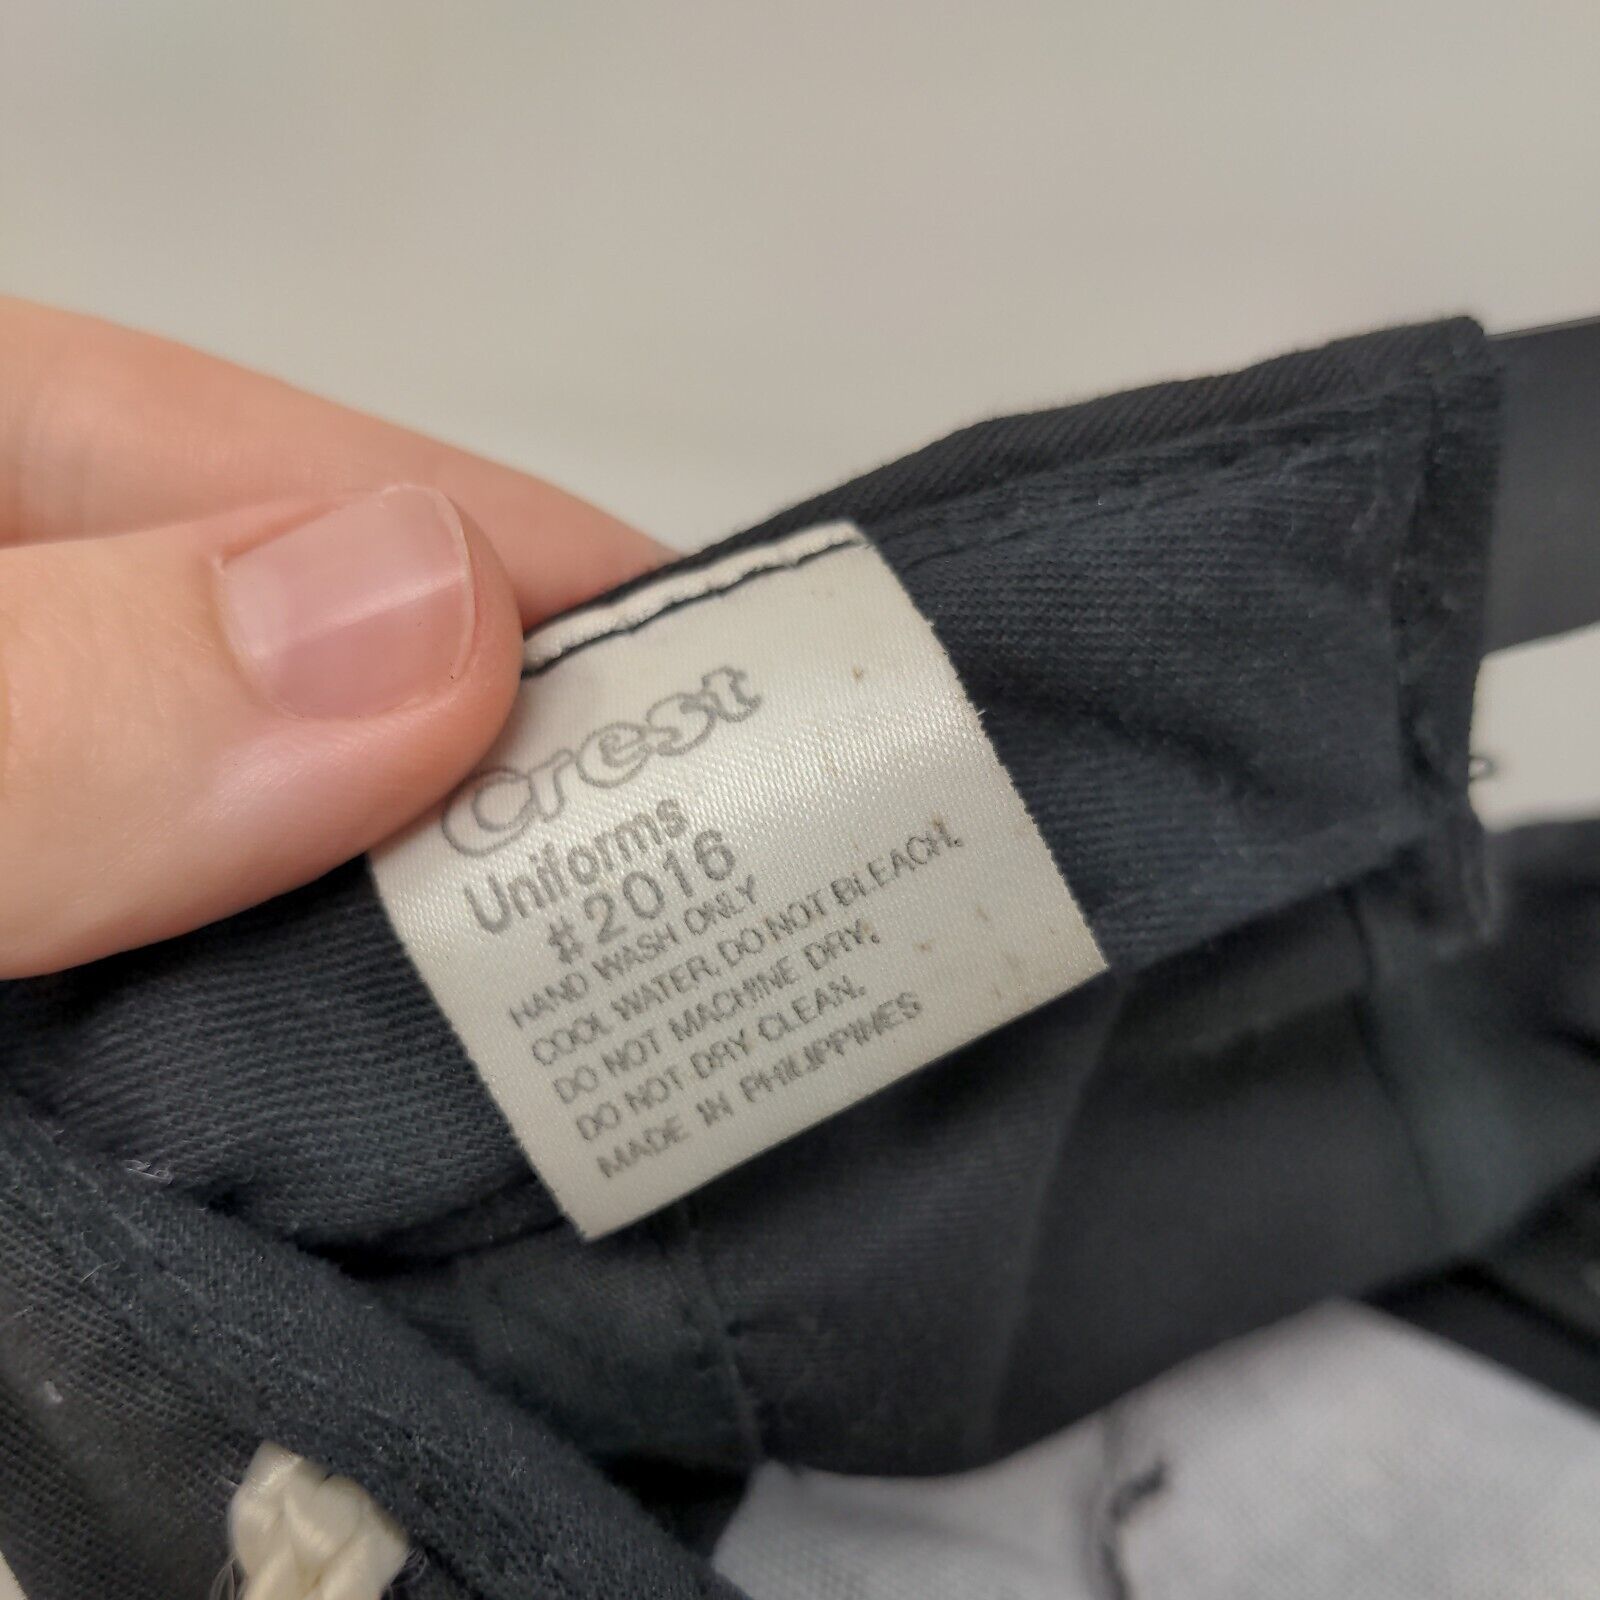 Crest
Uniforms
#2016
HAND WASH ONLY
COOL WATER, DO NOT BLEACH.
DO NOT MACHINE DRY.
DO NOT DRY CLEAN.
MADE IN PHILIPPINES